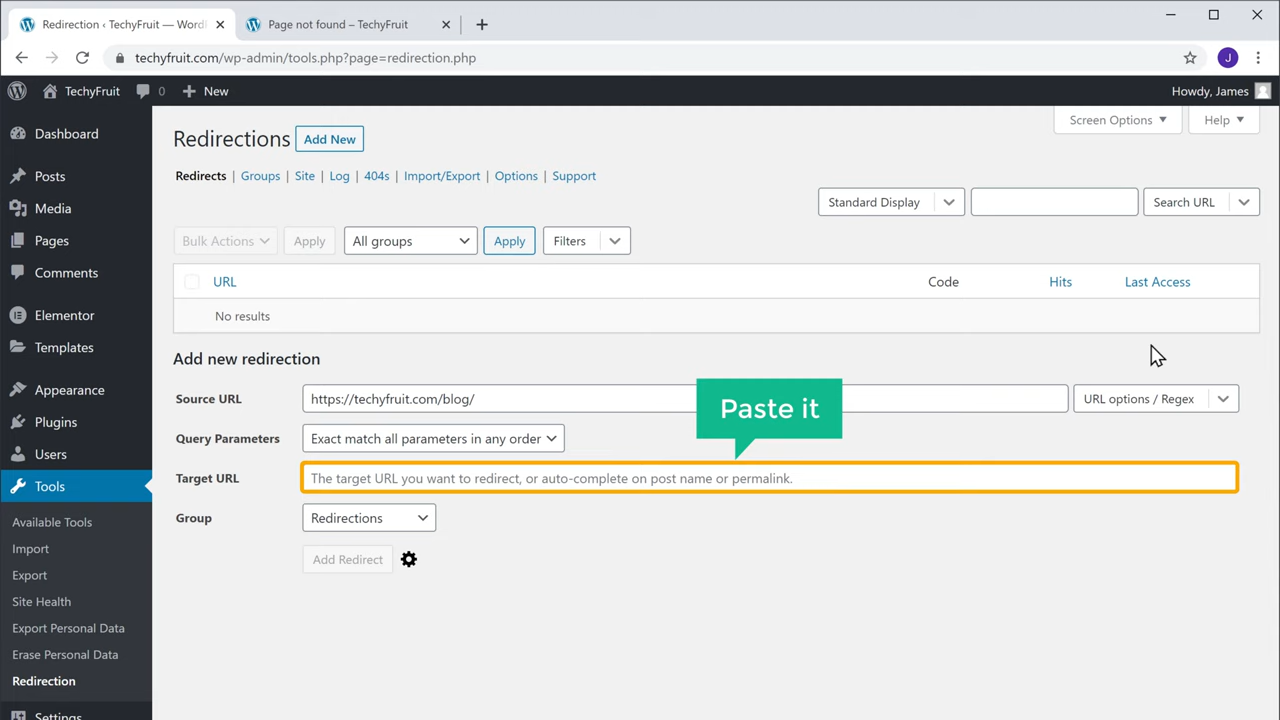 Redirection ‹ TechyFruit — Word
Page not found – TechyFruit
techyfruit.com/wp-admin/tools.php?page=redirection.php
J
TechyFruit 0 New
Howdy, James
Screen Options Help
Dashboard
Posts
Media
Pages
Comments
Elementor
Templates
Appearance
Plugins
Users
Tools
Available Tools
Import
Export
Site Health
Export Personal Data
Erase Personal Data
Redirection
Settings
Redirections Add New
Redirects | Groups | Site | Log | 404s | Import/Export | Options | Support
Standard Display Search URL
Bulk Actions Apply All groups Apply Filters
URL Code Hits Last Access
No results
Add new redirection
Source URL https://techyfruit.com/blog/ URL options / Regex
Paste it
Query Parameters Exact match all parameters in any order
Target URL The target URL you want to redirect, or auto-complete on post name or permalink.
Group Redirections
Add Redirect